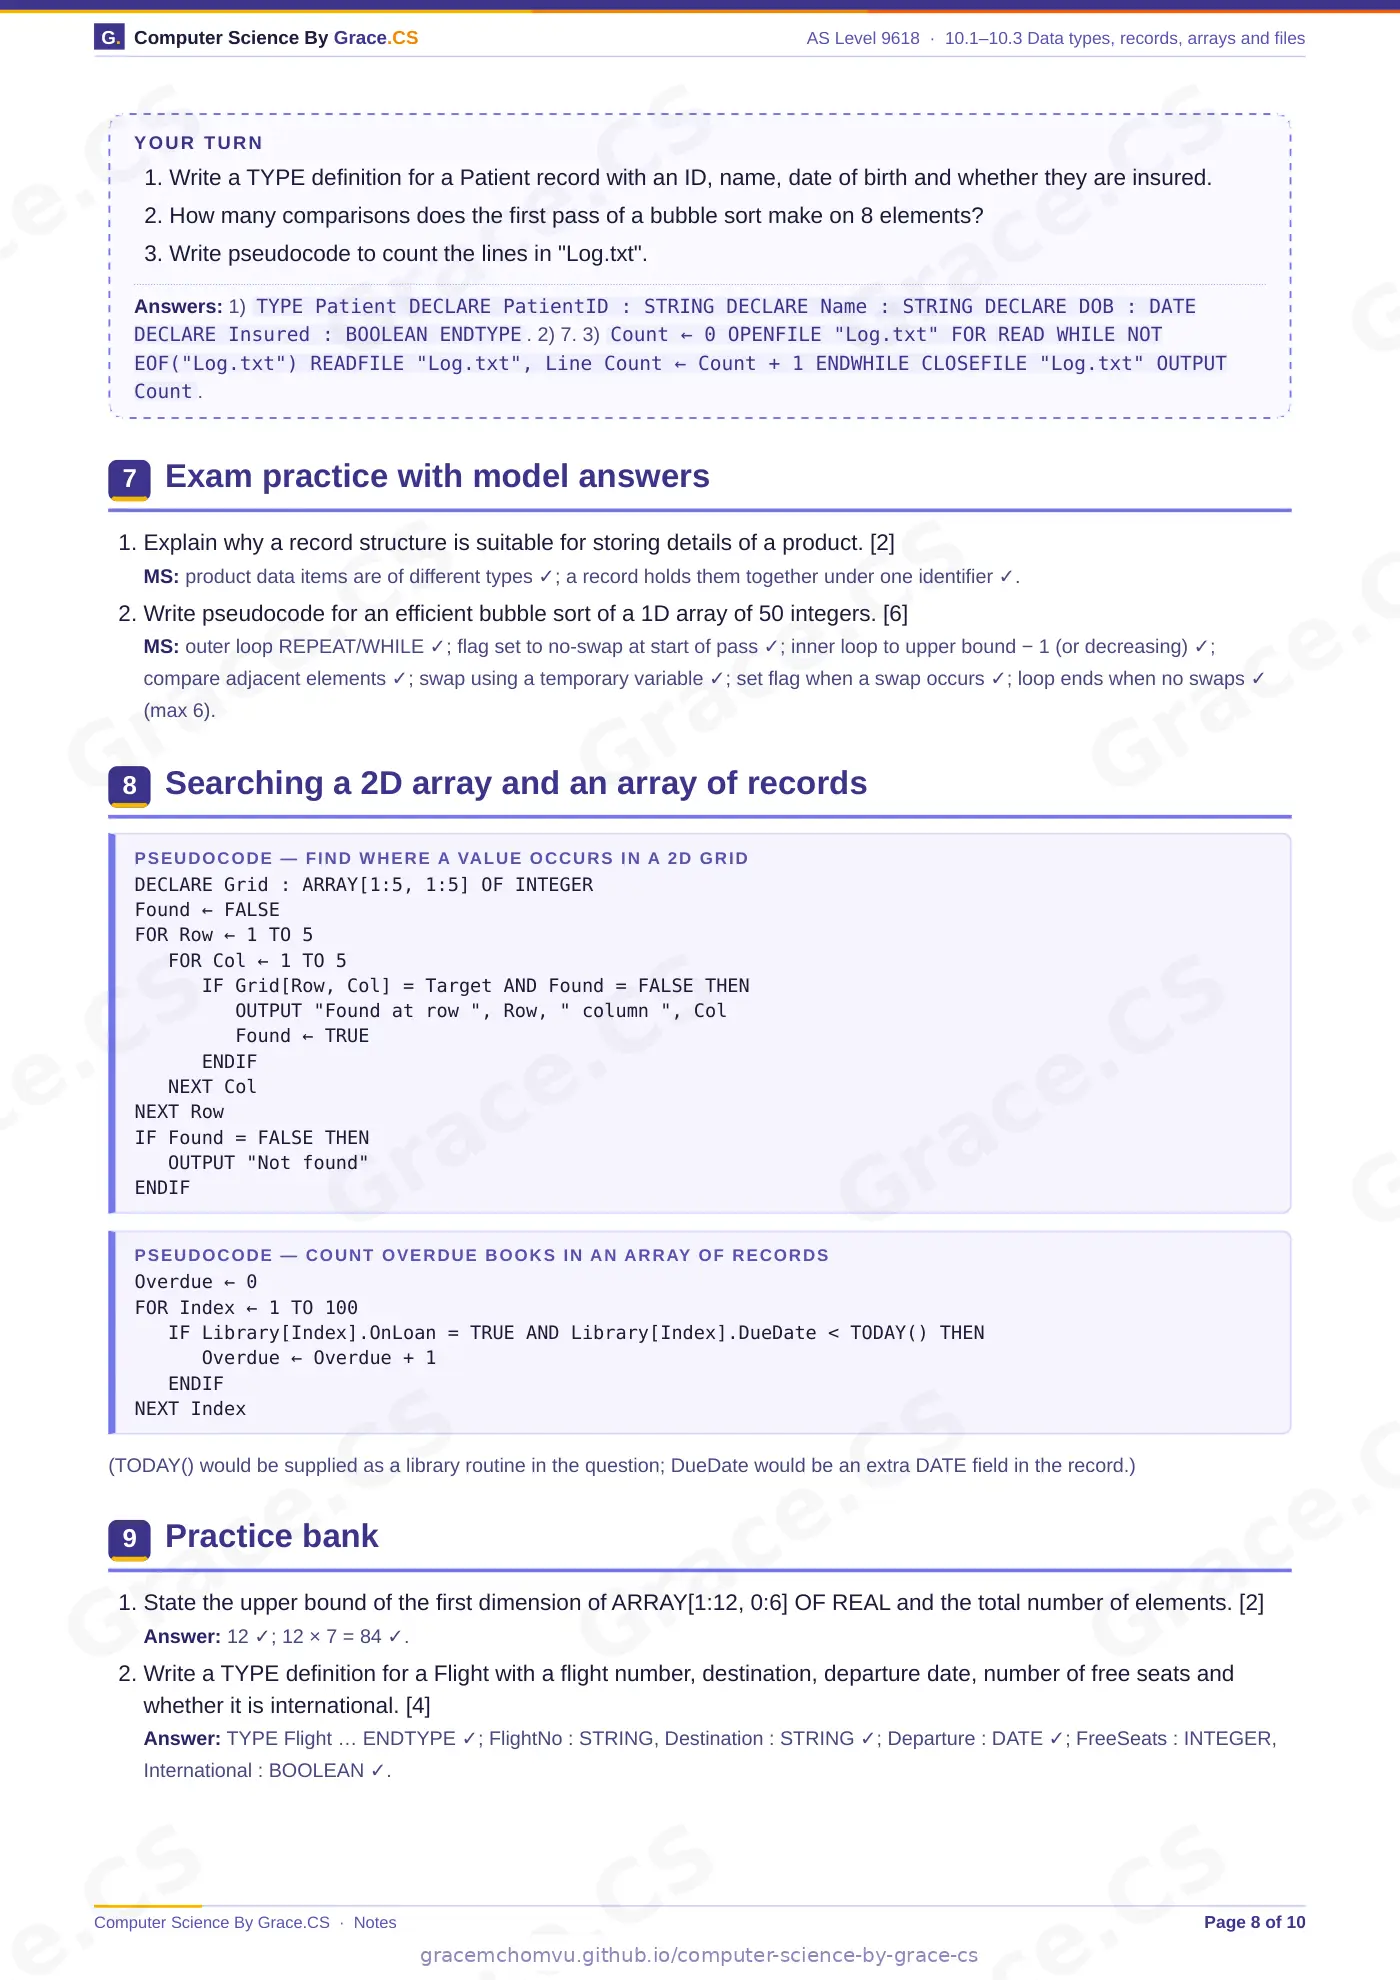 G. Computer Science By Grace.CS
AS Level 9618 · 10.1–10.3 Data types, records, arrays and files
YOUR TURN
1. Write a TYPE definition for a Patient record with an ID, name, date of birth and whether they are insured.
2. How many comparisons does the first pass of a bubble sort make on 8 elements?
3. Write pseudocode to count the lines in "Log.txt".
Answers: 1) TYPE Patient DECLARE PatientID : STRING DECLARE Name : STRING DECLARE DOB : DATE
DECLARE Insured : BOOLEAN ENDTYPE. 2) 7. 3) Count ← 0 OPENFILE "Log.txt" FOR READ WHILE NOT
EOF("Log.txt") READFILE "Log.txt", Line Count ← Count + 1 ENDWHILE CLOSEFILE "Log.txt" OUTPUT
Count.
7 Exam practice with model answers
1. Explain why a record structure is suitable for storing details of a product. [2]
MS: product data items are of different types ✓; a record holds them together under one identifier ✓.
2. Write pseudocode for an efficient bubble sort of a 1D array of 50 integers. [6]
MS: outer loop REPEAT/WHILE ✓; flag set to no-swap at start of pass ✓; inner loop to upper bound − 1 (or decreasing) ✓;
compare adjacent elements ✓; swap using a temporary variable ✓; set flag when a swap occurs ✓; loop ends when no swaps ✓
(max 6).
8 Searching a 2D array and an array of records
PSEUDOCODE — FIND WHERE A VALUE OCCURS IN A 2D GRID
DECLARE Grid : ARRAY[1:5, 1:5] OF INTEGER
Found ← FALSE
FOR Row ← 1 TO 5
   FOR Col ← 1 TO 5
      IF Grid[Row, Col] = Target AND Found = FALSE THEN
         OUTPUT "Found at row ", Row, " column ", Col
         Found ← TRUE
      ENDIF
   NEXT Col
NEXT Row
IF Found = FALSE THEN
   OUTPUT "Not found"
ENDIF
PSEUDOCODE — COUNT OVERDUE BOOKS IN AN ARRAY OF RECORDS
Overdue ← 0
FOR Index ← 1 TO 100
   IF Library[Index].OnLoan = TRUE AND Library[Index].DueDate < TODAY() THEN
      Overdue ← Overdue + 1
   ENDIF
NEXT Index
(TODAY() would be supplied as a library routine in the question; DueDate would be an extra DATE field in the record.)
9 Practice bank
1. State the upper bound of the first dimension of ARRAY[1:12, 0:6] OF REAL and the total number of elements. [2]
Answer: 12 ✓; 12 × 7 = 84 ✓.
2. Write a TYPE definition for a Flight with a flight number, destination, departure date, number of free seats and
whether it is international. [4]
Answer: TYPE Flight … ENDTYPE ✓; FlightNo : STRING, Destination : STRING ✓; Departure : DATE ✓; FreeSeats : INTEGER,
International : BOOLEAN ✓.
Computer Science By Grace.CS · Notes
Page 8 of 10
gracemchomvu.github.io/computer-science-by-grace-cs